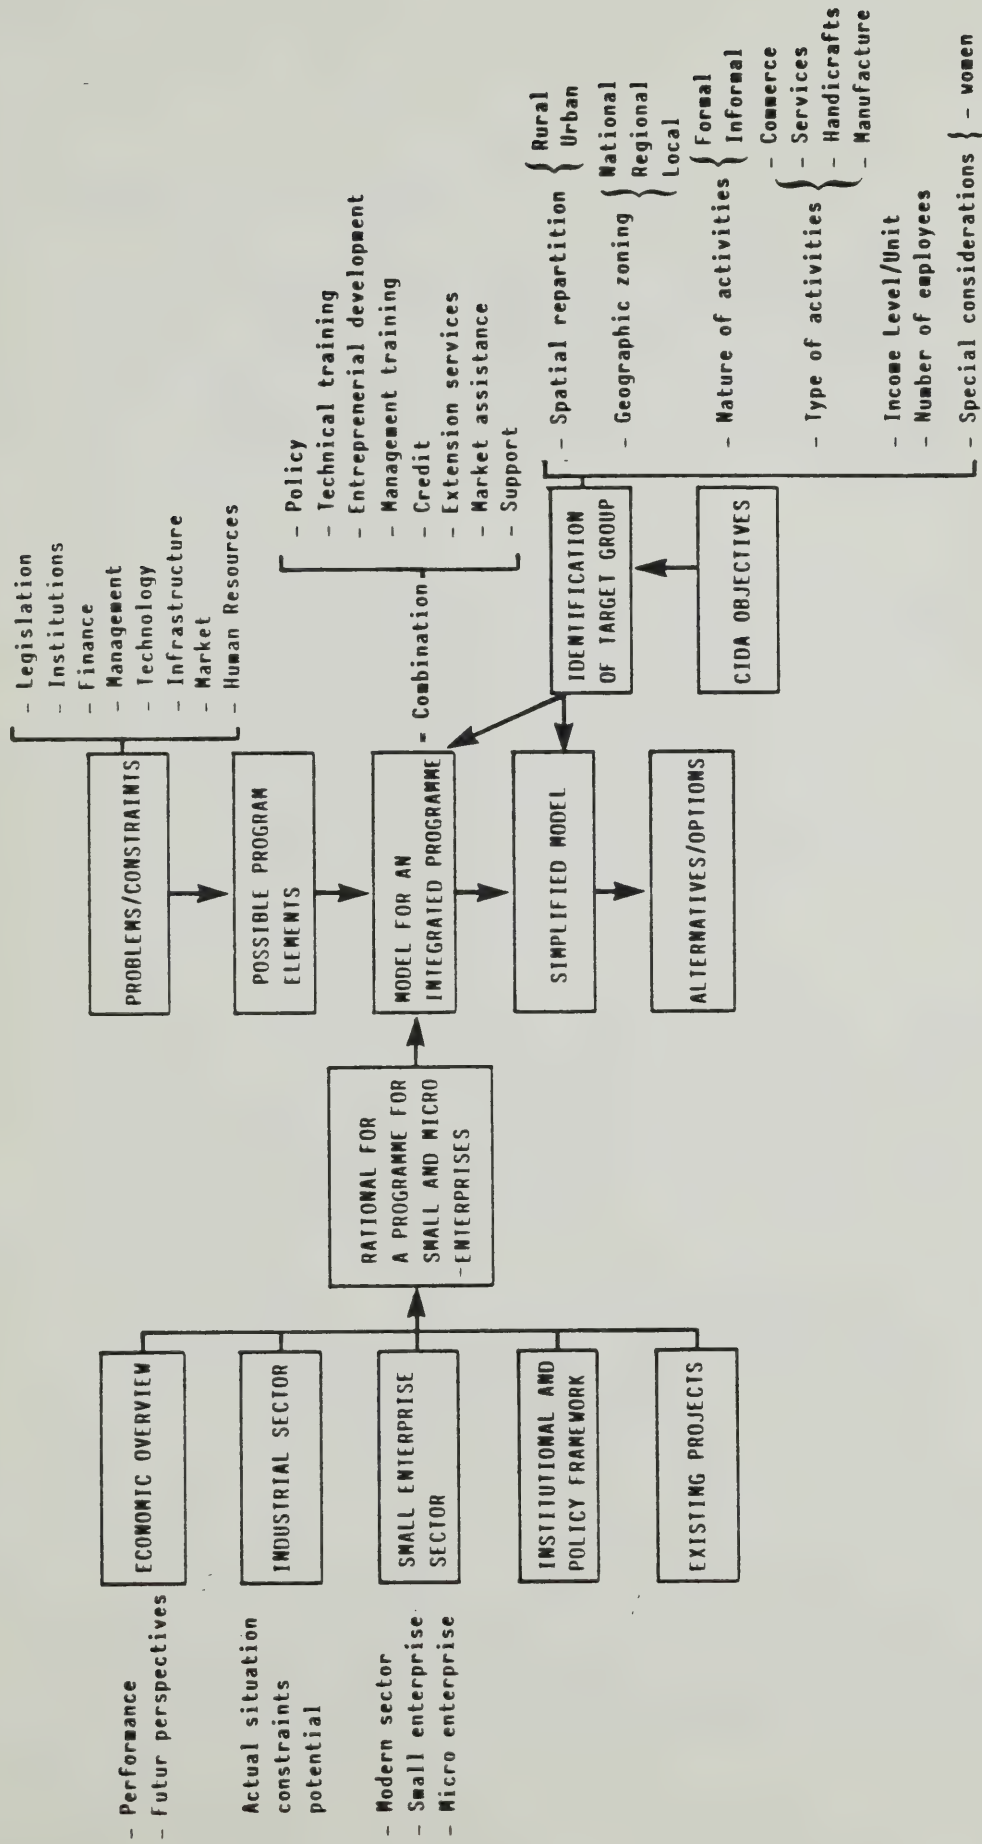 - Performance
- Futur perspectives
ECONOMIC OVERVIEW
Actual situation
constraints
potential
INDUSTRIAL SECTOR
- Modern sector
- Small enterprise
- Micro enterprise
SMALL ENTERPRISE
SECTOR
INSTITUTIONAL AND
POLICY FRAMEWORK
EXISTING PROJECTS
RATIONAL FOR
A PROGRAMME FOR
SMALL AND MICRO
-ENTERPRISES
PROBLEMS/CONSTRAINTS
- Legislation
- Institutions
- Finance
- Management
- Technology
- Infrastructure
- Market
- Human Resources
POSSIBLE PROGRAM
ELEMENTS
MODEL FOR AN
INTEGRATED PROGRAMME
= Combination
- Policy
- Technical training
- Entreprenerial development
- Management training
- Credit
- Extension services
- Market assistance
- Support
SIMPLIFIED MODEL
ALTERNATIVES/OPTIONS
IDENTIFICATION
OF TARGET GROUP
CIDA OBJECTIVES
- Spatial repartition { Rural
Urban
- Geographic zoning { National
Regional
Local
- Nature of activities { Formal
Informal
- Type of activities { - Commerce
- Services
- Handicrafts
- Manufacture
- Income Level/Unit
- Number of employees
- Special considerations } - women